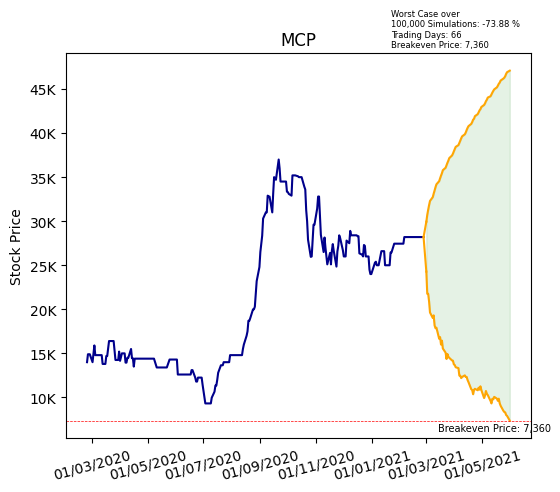 Worst Case over
100,000 Simulations: -73.88 %
Trading Days: 66
Breakeven Price: 7,360
MCP
Stock Price
45K
40K
35K
30K
25K
20K
15K
10K
Breakeven Price: 7,360
01/03/2020 01/05/2020 01/07/2020 01/09/2020 01/11/2020 01/01/2021 01/03/2021 01/05/2021